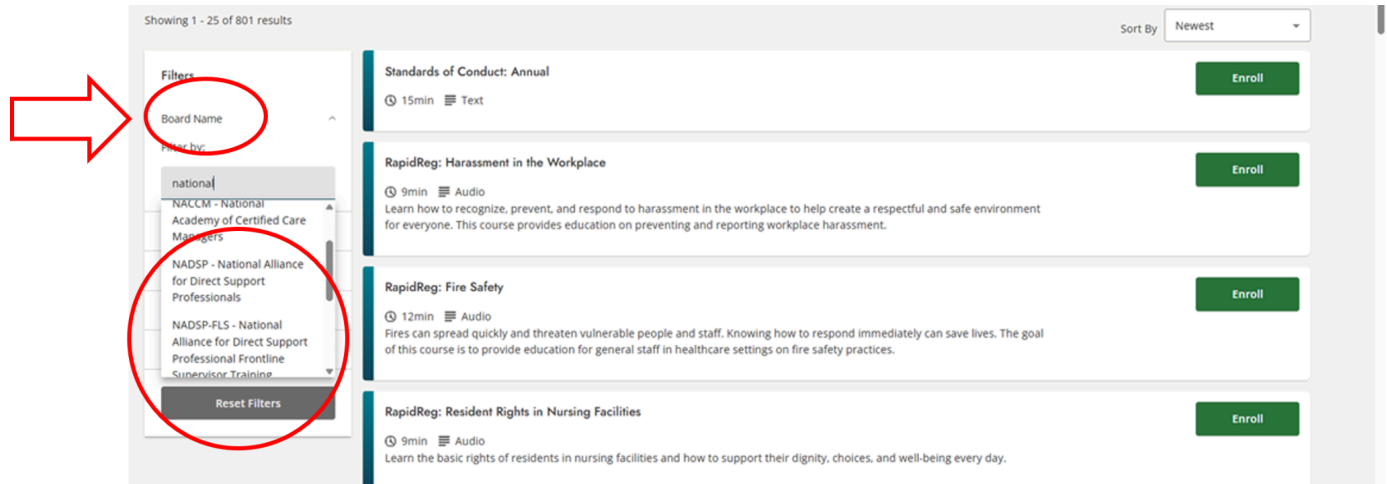 Showing 1 - 25 of 801 results
Sort By
Newest
Filters
Board Name
Filter by:
national
NACCM - National
Academy of Certified Care
Managers
NADSP - National Alliance
for Direct Support
Professionals
NADSP-FLS - National
Alliance for Direct Support
Professional Frontline
Supervisor Training
Reset Filters
Standards of Conduct: Annual
15min Text
Enroll
RapidReg: Harassment in the Workplace
9min Audio
Learn how to recognize, prevent, and respond to harassment in the workplace to help create a respectful and safe environment
for everyone. This course provides education on preventing and reporting workplace harassment.
Enroll
RapidReg: Fire Safety
12min Audio
Fires can spread quickly and threaten vulnerable people and staff. Knowing how to respond immediately can save lives. The goal
of this course is to provide education for general staff in healthcare settings on fire safety practices.
Enroll
RapidReg: Resident Rights in Nursing Facilities
9min Audio
Learn the basic rights of residents in nursing facilities and how to support their dignity, choices, and well-being every day.
Enroll